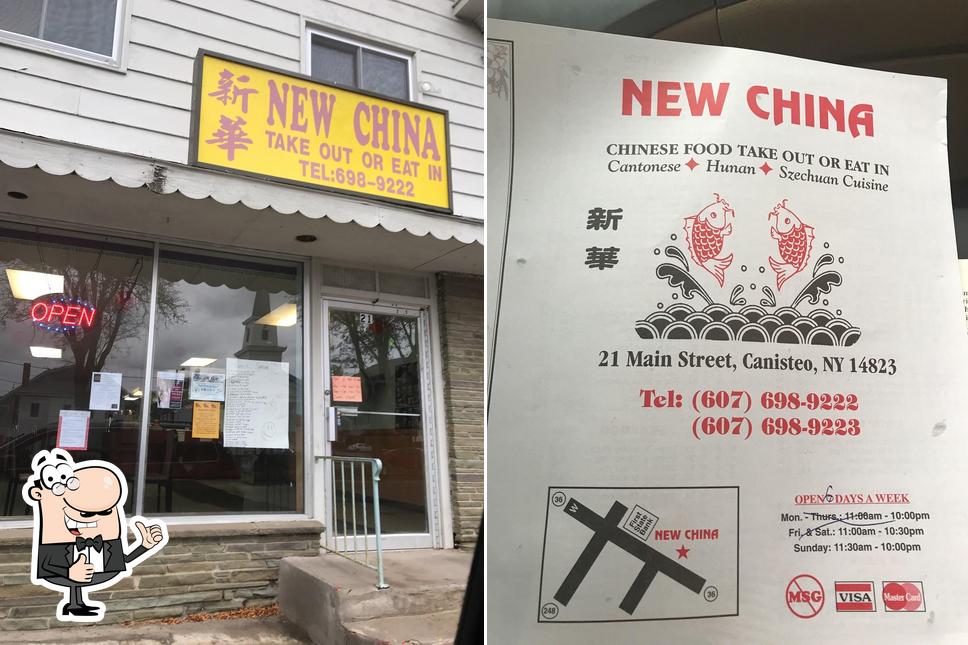 新
華
NEW CHINA
TAKE OUT OR EAT IN
TEL:698-9222
OPEN
21
NEW CHINA
CHINESE FOOD TAKE OUT OR EAT IN
Cantonese Hunan Szechuan Cuisine
新
華
21 Main Street, Canisteo, NY 14823
Tel: (607) 698-9222
(607) 698-9223
36
W
First State Bank
NEW CHINA
36
248
OPEN 6 DAYS A WEEK
Mon. - Thurs.: 11:00am - 10:00pm
Fri. & Sat.: 11:00am - 10:30pm
Sunday: 11:30am - 10:00pm
MSG
VISA
MasterCard